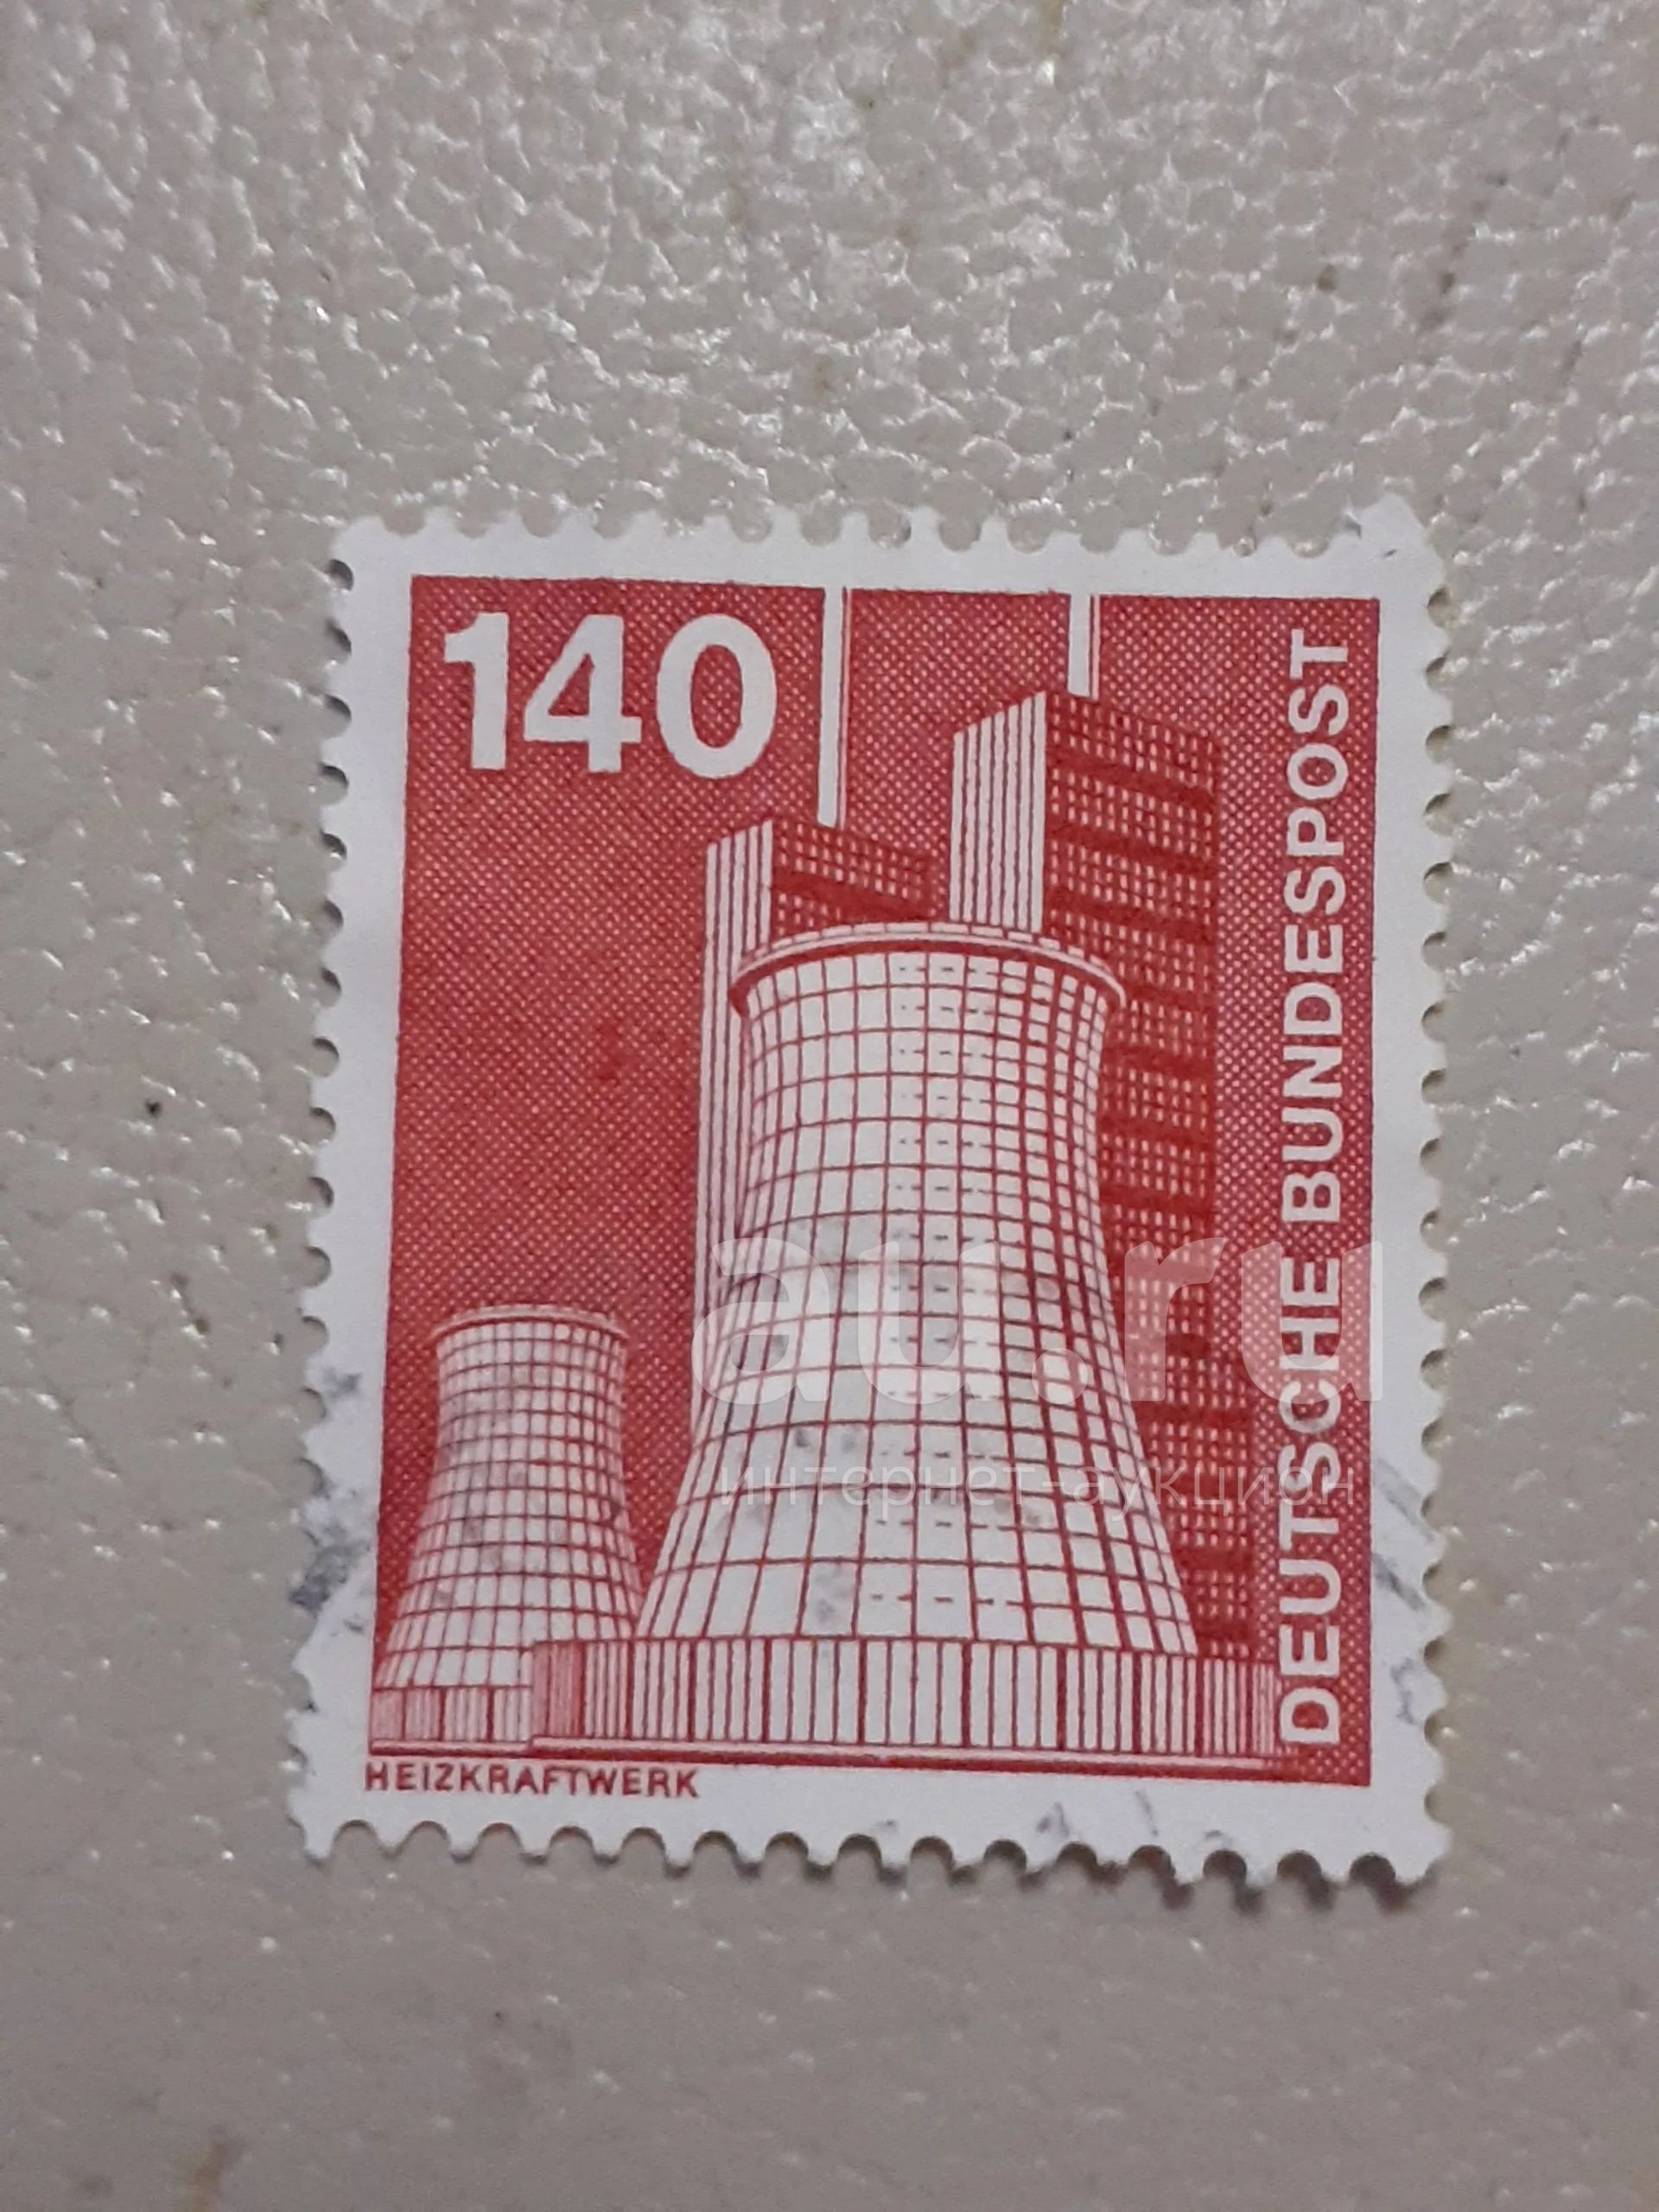 140
DEUTSCHE BUNDESPOST
au.ru
интернет-аукцион
HEIZKRAFTWERK